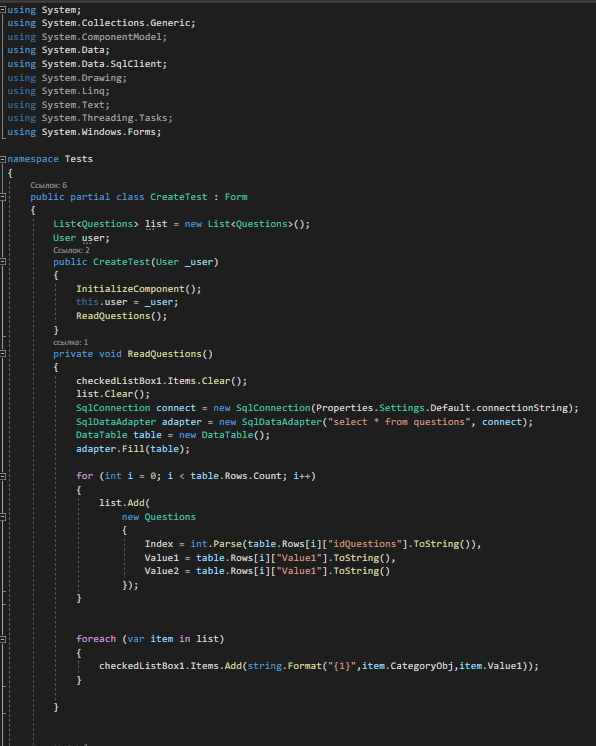 using System;
using System.Collections.Generic;
using System.ComponentModel;
using System.Data;
using System.Data.SqlClient;
using System.Drawing;
using System.Linq;
using System.Text;
using System.Threading.Tasks;
using System.Windows.Forms;
namespace Tests
{
Ссылок: 6
public partial class CreateTest : Form
{
List<Questions> list = new List<Questions>();
User user;
Ссылок: 2
public CreateTest(User _user)
{
InitializeComponent();
this.user = _user;
ReadQuestions();
}
ссылка: 1
private void ReadQuestions()
{
checkedListBox1.Items.Clear();
list.Clear();
SqlConnection connect = new SqlConnection(Properties.Settings.Default.connectionString);
SqlDataAdapter adapter = new SqlDataAdapter("select * from questions", connect);
DataTable table = new DataTable();
adapter.Fill(table);
for (int i = 0; i < table.Rows.Count; i++)
{
list.Add(
new Questions
{
Index = int.Parse(table.Rows[i]["idQuestions"].ToString()),
Value1 = table.Rows[i]["Value1"].ToString(),
Value2 = table.Rows[i]["Value1"].ToString()
});
}
foreach (var item in list)
{
checkedListBox1.Items.Add(string.Format("{1}",item.CategoryObj,item.Value1));
}
}